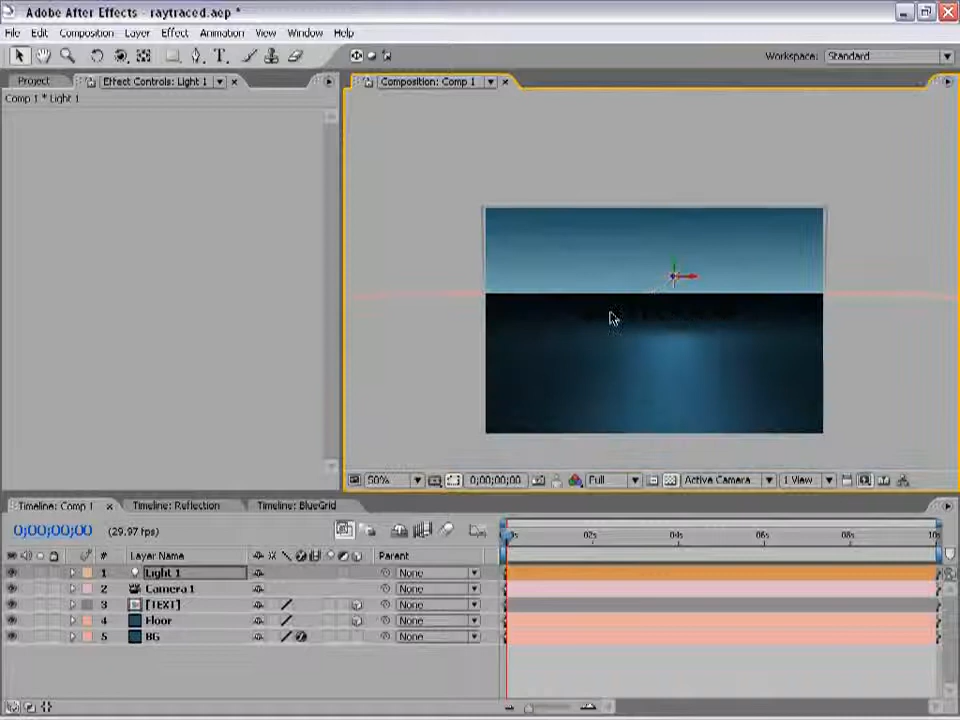 Adobe After Effects - raytraced.aep *
File Edit Composition Layer Effect Animation View Window Help
Workspace: Standard
Project Effect Controls: Light 1
Composition: Comp 1
Comp 1 * Light 1
50% 0;00;00;00 Full Active Camera 1 View
Timeline: Comp 1 Timeline: Reflection Timeline: BlueGrid
0;00;00;00 (29.97 fps)
# Layer Name Parent
02s 04s 06s 08s 10s
1 Light 1 None
2 Camera 1 None
3 [TEXT] None
4 Floor None
5 BG None